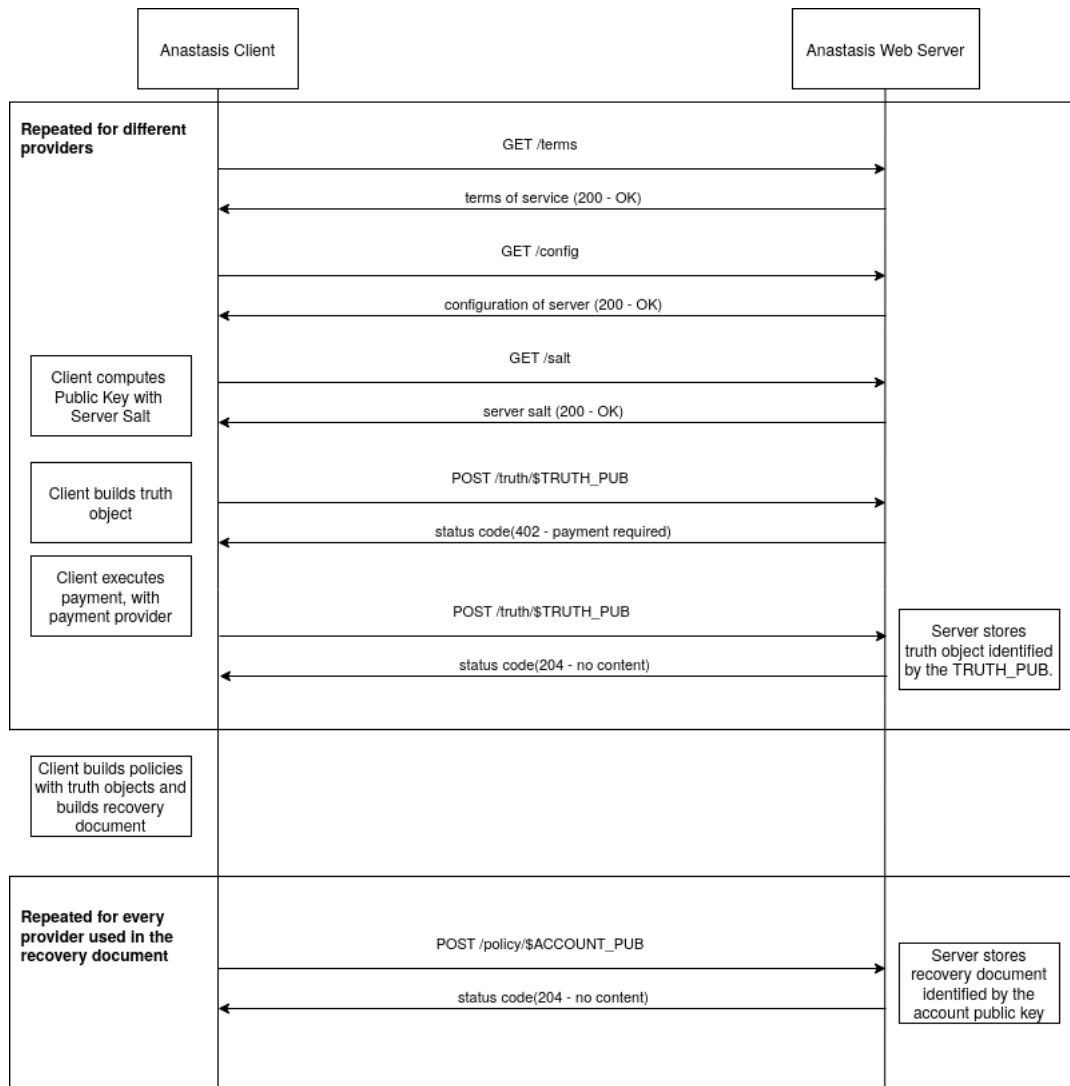 Anastasis Client
Anastasis Web Server
Repeated for different
providers
GET /terms
terms of service (200 - OK)
GET /config
configuration of server (200 - OK)
GET /salt
Client computes
Public Key with
Server Salt
server salt (200 - OK)
POST /truth/$TRUTH_PUB
Client builds truth
object
status code(402 - payment required)
Client executes
payment, with
payment provider
POST /truth/$TRUTH_PUB
Server stores
truth object identified
by the TRUTH_PUB.
status code(204 - no content)
Client builds policies
with truth objects and
builds recovery
document
Repeated for every
provider used in the
recovery document
POST /policy/$ACCOUNT_PUB
Server stores
recovery document
identified by the
account public key
status code(204 - no content)